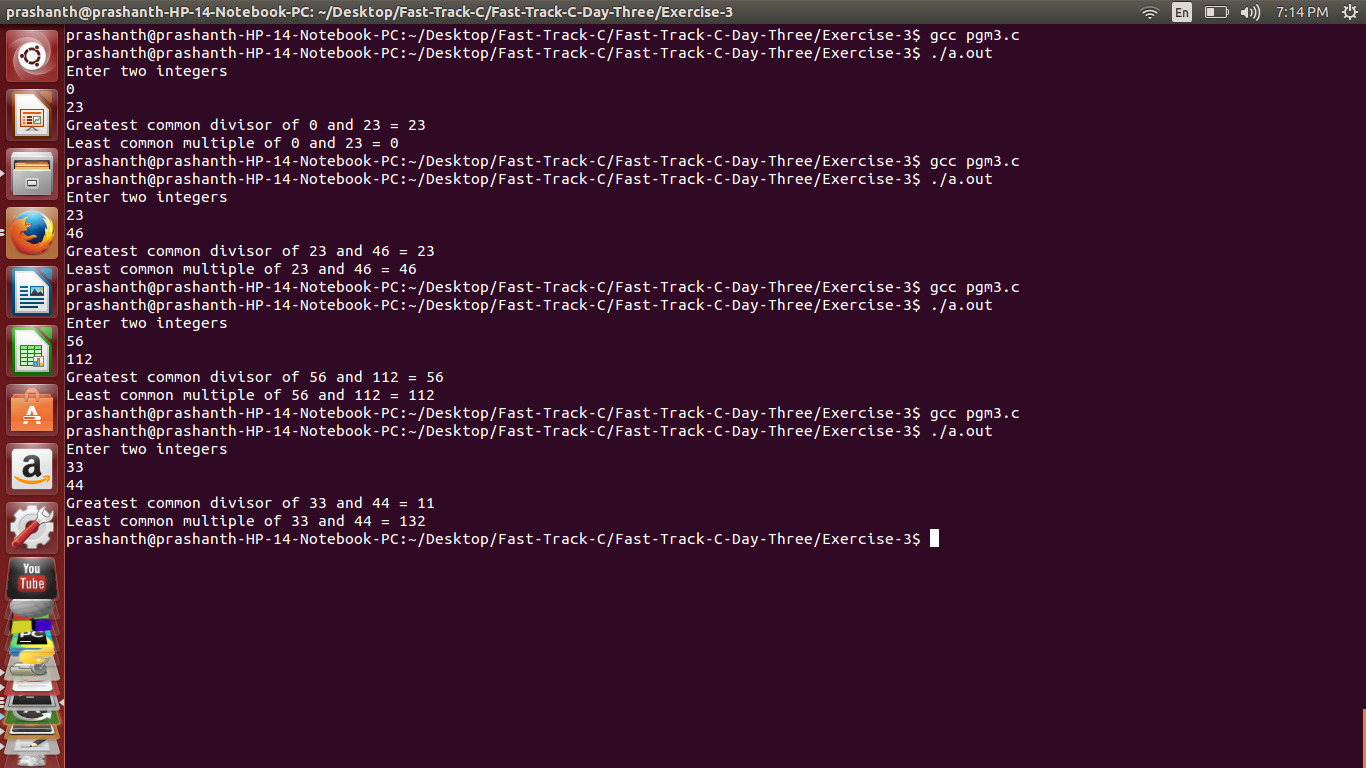 prashanth@prashanth-HP-14-Notebook-PC: ~/Desktop/Fast-Track-C/Fast-Track-C-Day-Three/Exercise-3
En
7:14 PM
prashanth@prashanth-HP-14-Notebook-PC:~/Desktop/Fast-Track-C/Fast-Track-C-Day-Three/Exercise-3$ gcc pgm3.c
prashanth@prashanth-HP-14-Notebook-PC:~/Desktop/Fast-Track-C/Fast-Track-C-Day-Three/Exercise-3$ ./a.out
Enter two integers
0
23
Greatest common divisor of 0 and 23 = 23
Least common multiple of 0 and 23 = 0
prashanth@prashanth-HP-14-Notebook-PC:~/Desktop/Fast-Track-C/Fast-Track-C-Day-Three/Exercise-3$ gcc pgm3.c
prashanth@prashanth-HP-14-Notebook-PC:~/Desktop/Fast-Track-C/Fast-Track-C-Day-Three/Exercise-3$ ./a.out
Enter two integers
23
46
Greatest common divisor of 23 and 46 = 23
Least common multiple of 23 and 46 = 46
prashanth@prashanth-HP-14-Notebook-PC:~/Desktop/Fast-Track-C/Fast-Track-C-Day-Three/Exercise-3$ gcc pgm3.c
prashanth@prashanth-HP-14-Notebook-PC:~/Desktop/Fast-Track-C/Fast-Track-C-Day-Three/Exercise-3$ ./a.out
Enter two integers
56
112
Greatest common divisor of 56 and 112 = 56
Least common multiple of 56 and 112 = 112
prashanth@prashanth-HP-14-Notebook-PC:~/Desktop/Fast-Track-C/Fast-Track-C-Day-Three/Exercise-3$ gcc pgm3.c
prashanth@prashanth-HP-14-Notebook-PC:~/Desktop/Fast-Track-C/Fast-Track-C-Day-Three/Exercise-3$ ./a.out
Enter two integers
33
44
Greatest common divisor of 33 and 44 = 11
Least common multiple of 33 and 44 = 132
prashanth@prashanth-HP-14-Notebook-PC:~/Desktop/Fast-Track-C/Fast-Track-C-Day-Three/Exercise-3$
a
You
Tube
PC